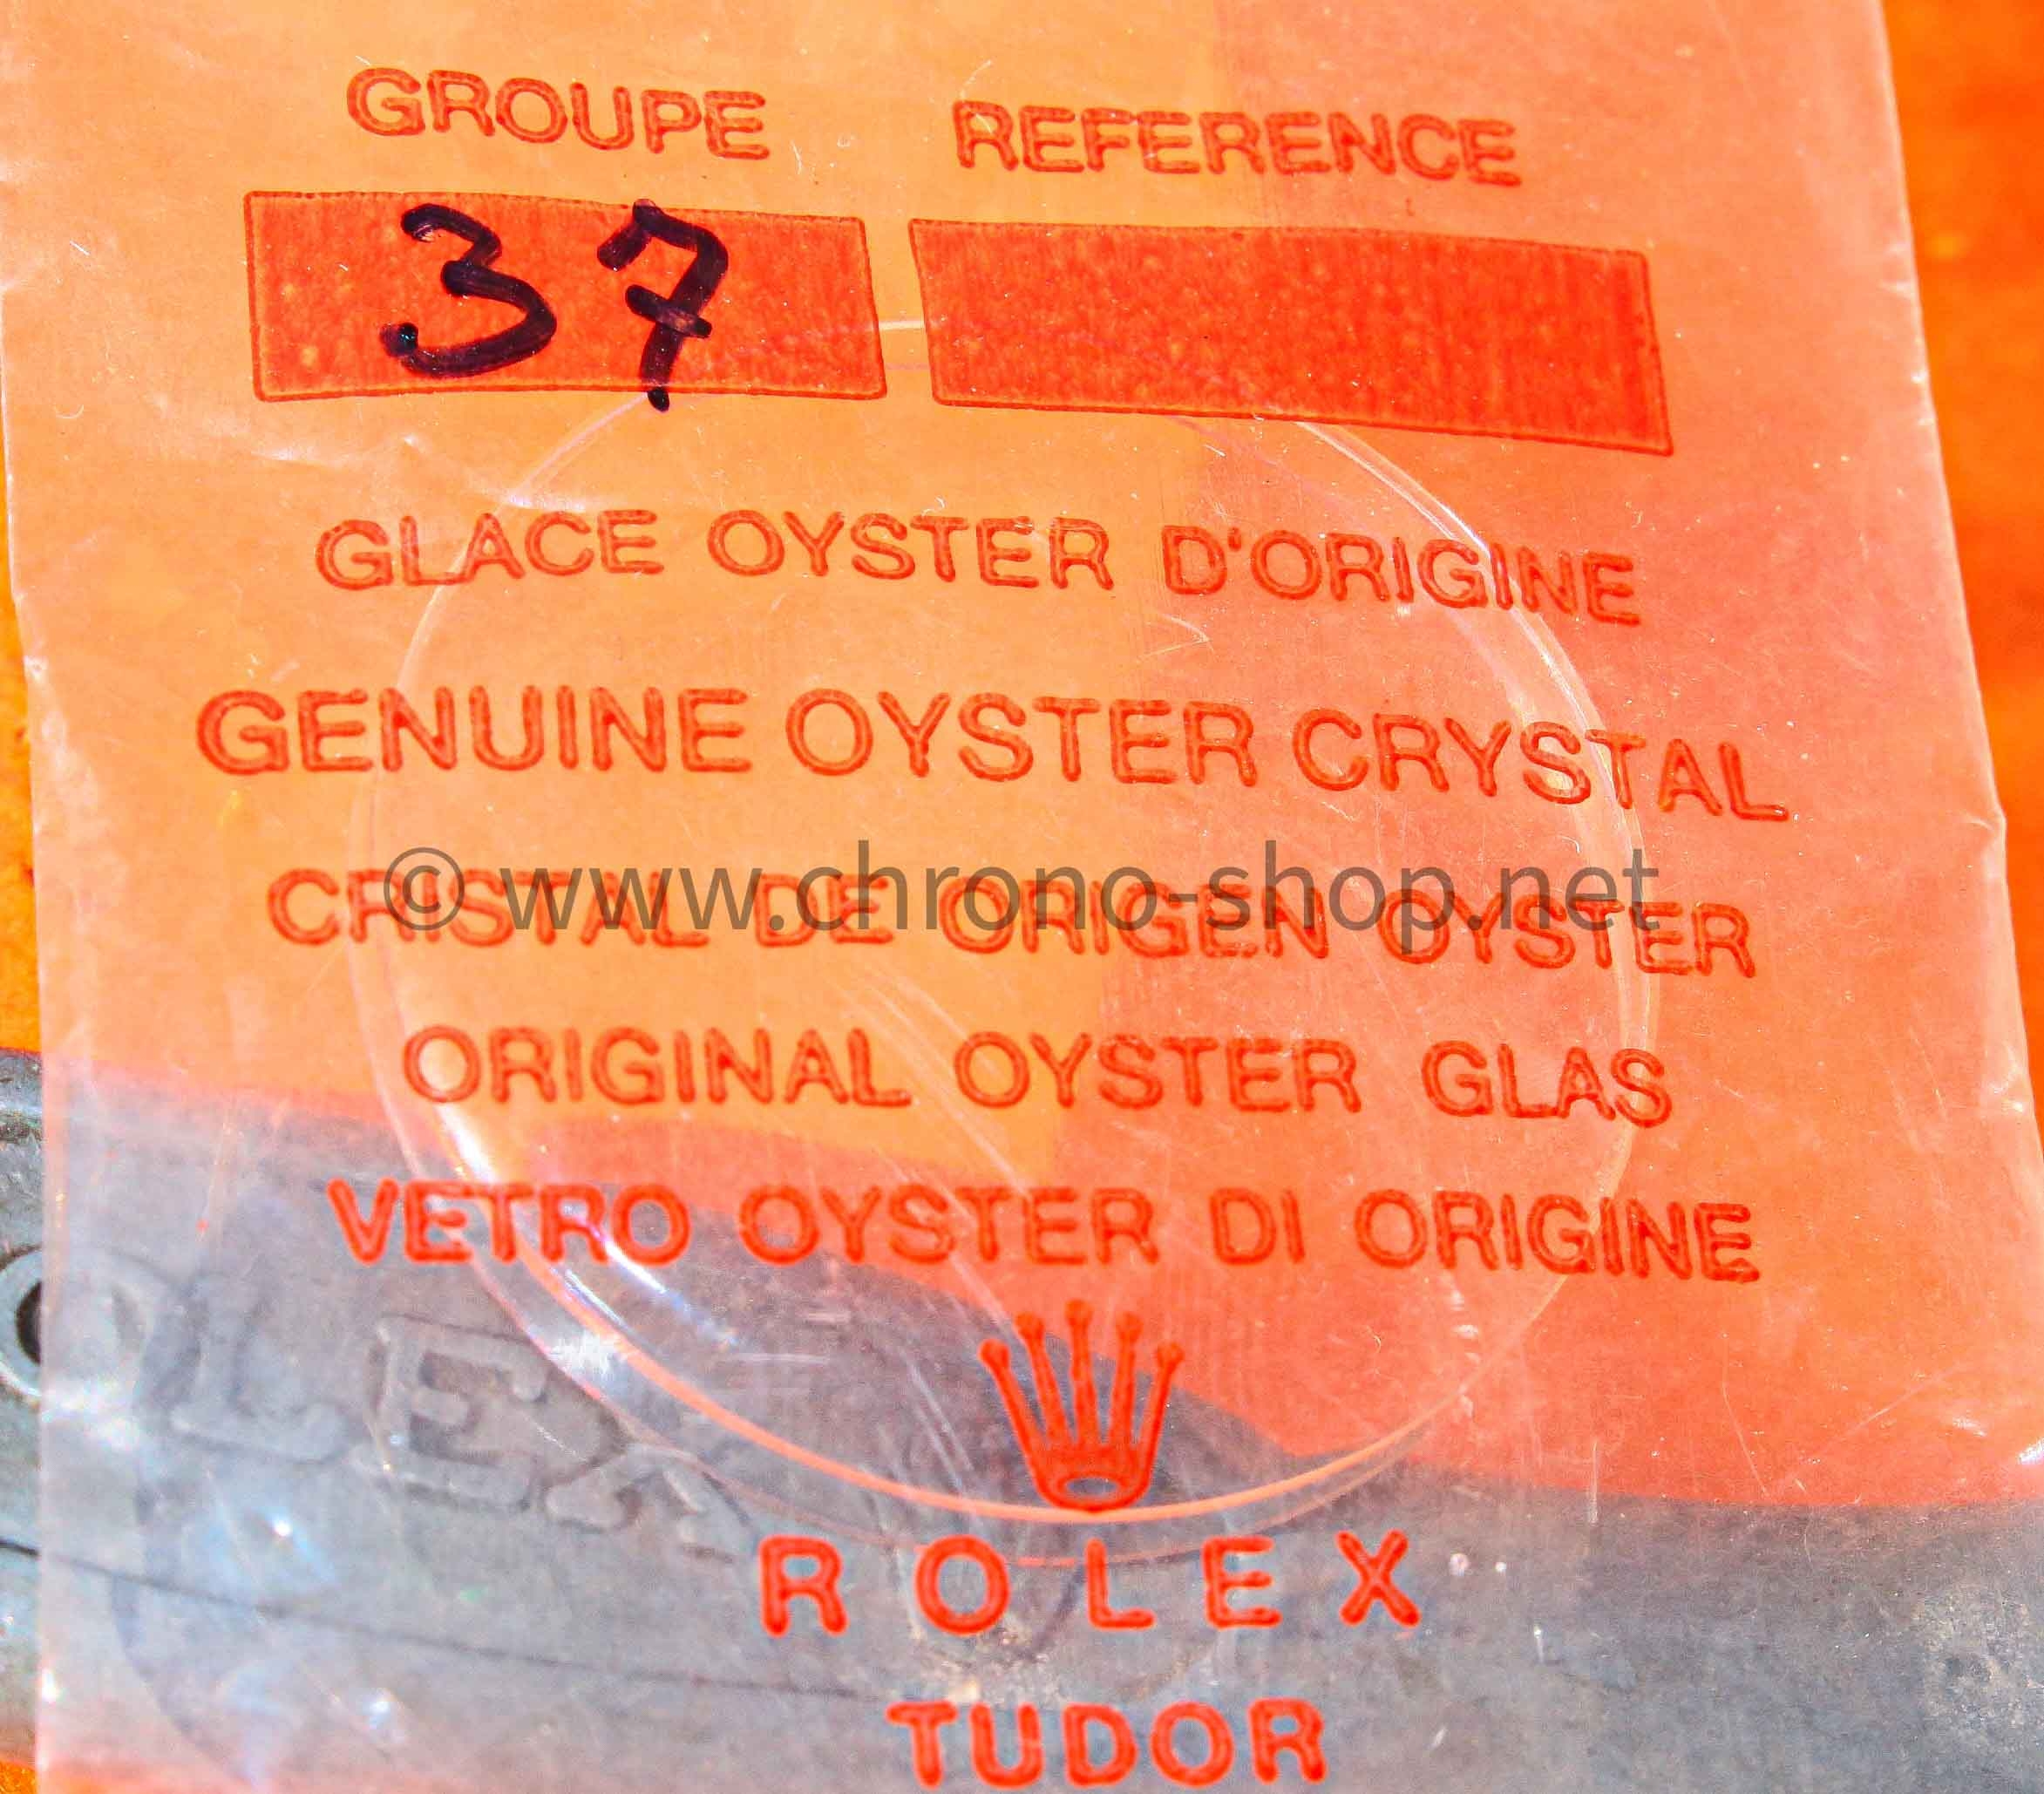 GROUPE REFERENCE
37
GLACE OYSTER D'ORIGINE
GENUINE OYSTER CRYSTAL
© www.chrono-shop.net
CRISTAL DE ORIGEN OYSTER
ORIGINAL OYSTER GLAS
VETRO OYSTER DI ORIGINE
LEX
ROLEX
TUDOR